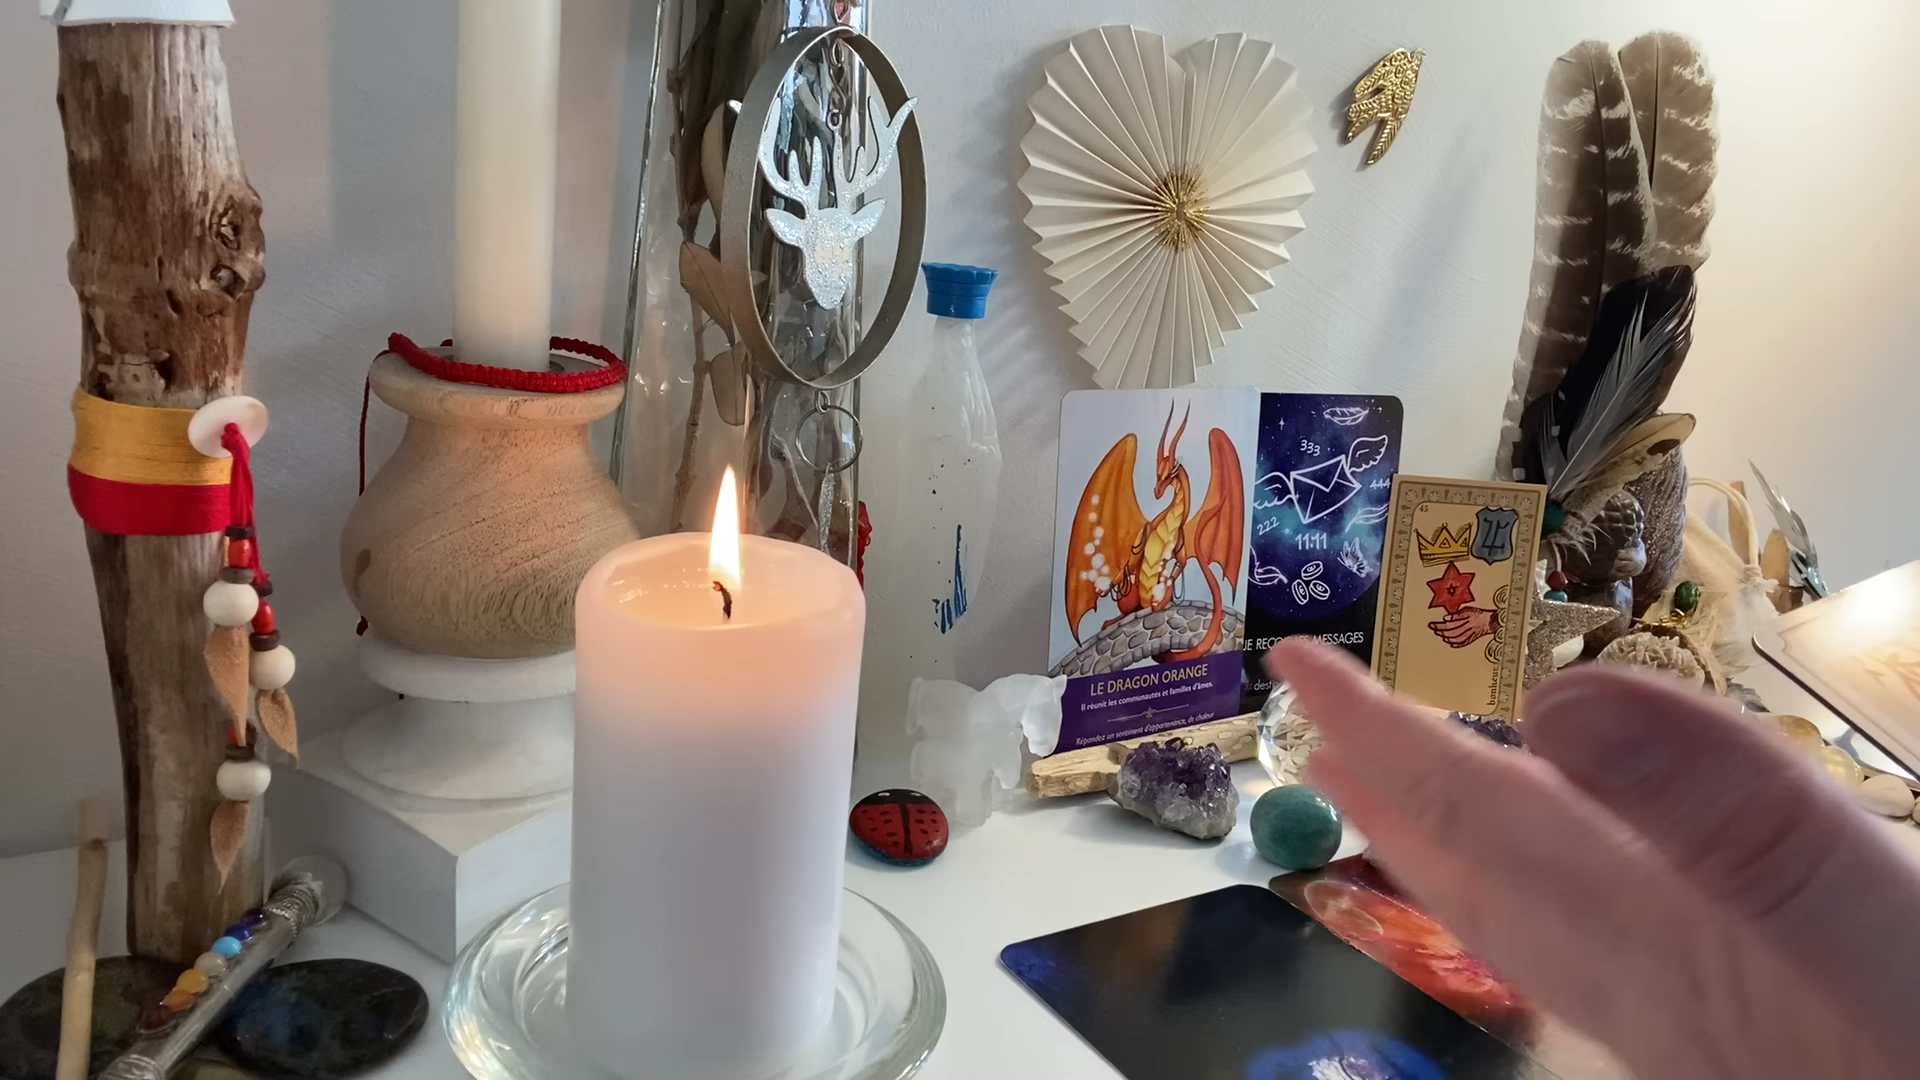 333
444
222
11:11
LE DRAGON ORANGE
Il réunit les communautés et familles d'âmes.
Répandez un sentiment d'appartenance, de chaleur
MESSAGES
45
bonheur